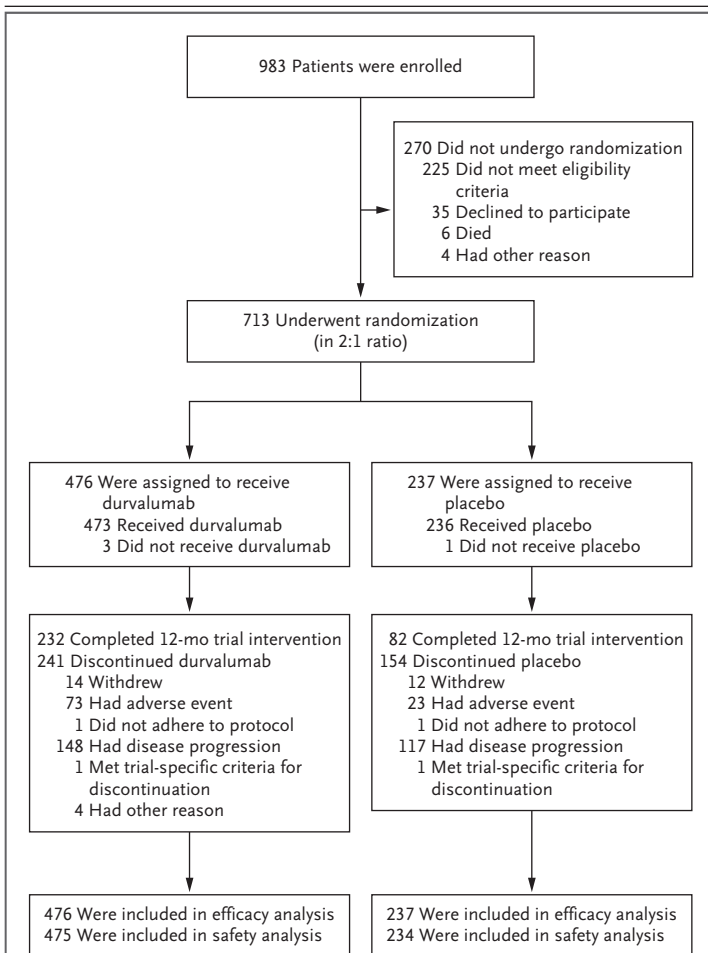 983 Patients were enrolled
270 Did not undergo randomization
225 Did not meet eligibility
criteria
35 Declined to participate
6 Died
4 Had other reason
713 Underwent randomization
(in 2:1 ratio)
476 Were assigned to receive
durvalumab
473 Received durvalumab
3 Did not receive durvalumab
237 Were assigned to receive
placebo
236 Received placebo
1 Did not receive placebo
232 Completed 12-mo trial intervention
241 Discontinued durvalumab
14 Withdrew
73 Had adverse event
1 Did not adhere to protocol
148 Had disease progression
1 Met trial-specific criteria for
discontinuation
4 Had other reason
82 Completed 12-mo trial intervention
154 Discontinued placebo
12 Withdrew
23 Had adverse event
1 Did not adhere to protocol
117 Had disease progression
1 Met trial-specific criteria for
discontinuation
476 Were included in efficacy analysis
475 Were included in safety analysis
237 Were included in efficacy analysis
234 Were included in safety analysis